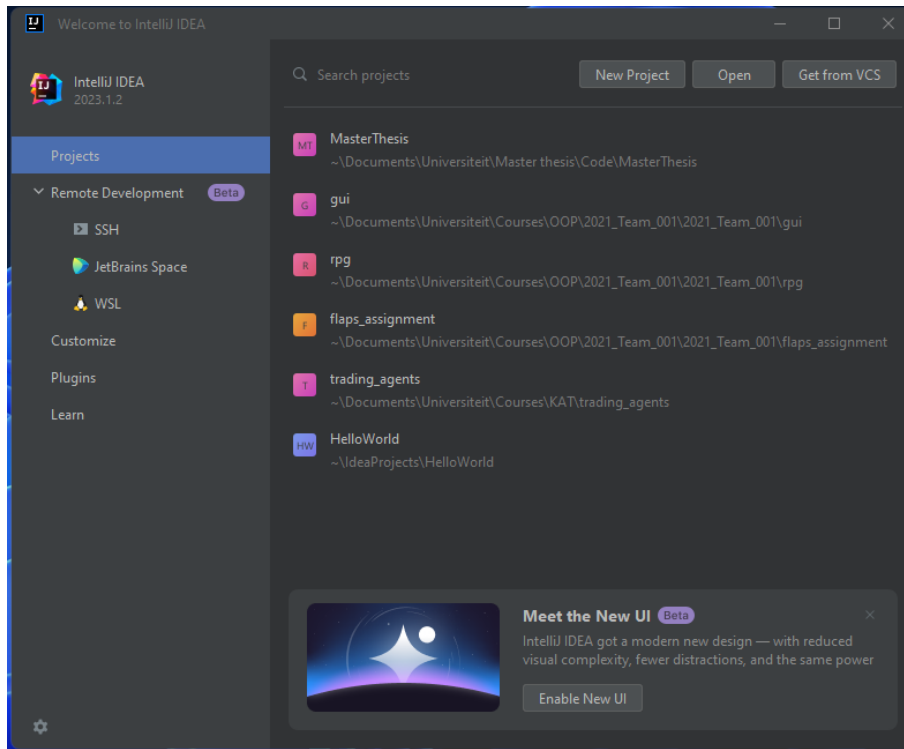 Welcome to IntelliJ IDEA
IntelliJ IDEA
2023.1.2
Projects
Remote Development Beta
SSH
JetBrains Space
WSL
Customize
Plugins
Learn
Search projects
New Project
Open
Get from VCS
MT
MasterThesis
~\Documents\Universiteit\Master thesis\Code\MasterThesis
G
gui
~\Documents\Universiteit\Courses\OOP\2021_Team_001\2021_Team_001\gui
R
rpg
~\Documents\Universiteit\Courses\OOP\2021_Team_001\2021_Team_001\rpg
F
flaps_assignment
~\Documents\Universiteit\Courses\OOP\2021_Team_001\2021_Team_001\flaps_assignment
T
trading_agents
~\Documents\Universiteit\Courses\KAT\trading_agents
HW
HelloWorld
~\IdeaProjects\HelloWorld
Meet the New UI Beta
IntelliJ IDEA got a modern new design — with reduced
visual complexity, fewer distractions, and the same power
Enable New UI